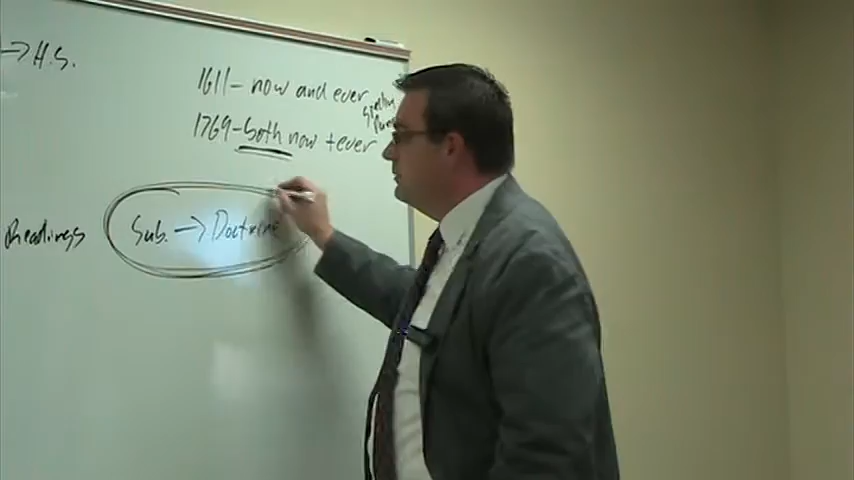 → H.S.
1611 - now and ever
1769 - both now + ever
Readings
Sub. → Doctrine